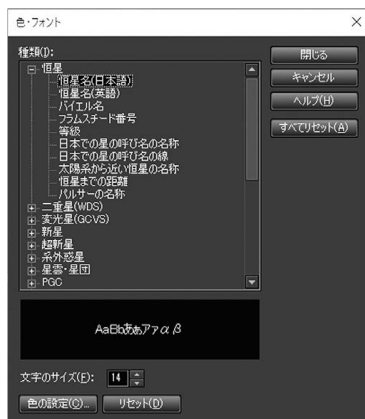 色・フォント
種類(I):
閉じる
恒星
恒星名(日本語)
キャンセル
恒星名(英語)
バイエル名
ヘルプ(H)
フラムスチード番号
等級
すべてリセット(A)
日本での星の呼び名の名称
日本での星の呼び名の線
太陽系から近い恒星の名称
恒星までの距離
パルサーの名称
二重星(WDS)
変光星(GCVS)
新星
超新星
系外惑星
星雲・星団
PGC
AaBbあぁアァαβ
文字のサイズ(F): 14
色の設定(C)... リセット(D)